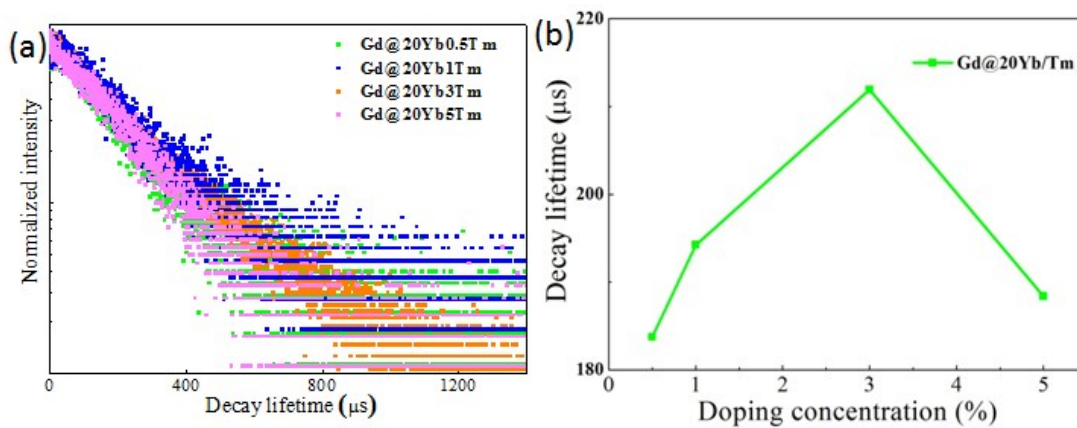 (a)
Gd@20Yb0.5Tm
Gd@20Yb1Tm
Gd@20Yb3Tm
Gd@20Yb5Tm
Normalized intensity
0 400 800 1200
Decay lifetime (μs)
(b)
220
200
180
Gd@20Yb/Tm
Decay lifetime (μs)
0 1 2 3 4 5
Doping concentration (%)